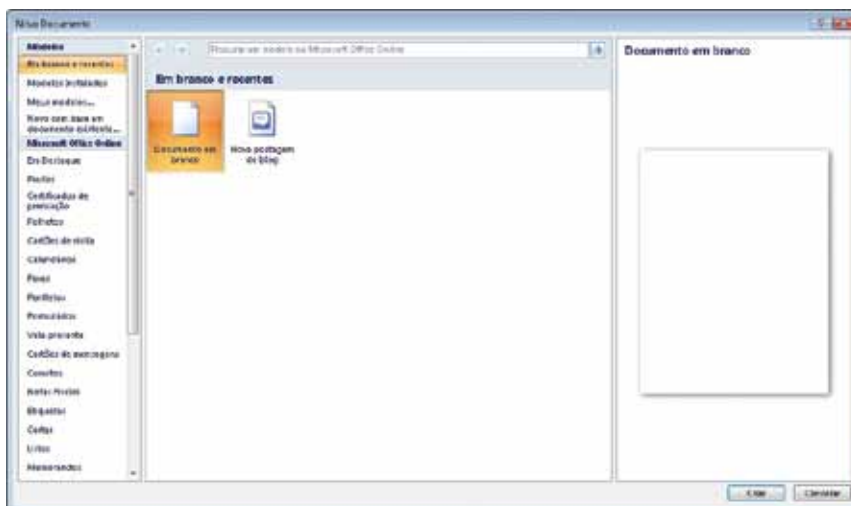 Novo Documento
Modelos
Em branco e recentes
Modelos instalados
Meus modelos...
Novo com base em
documento existente...
Microsoft Office Online
Em Destaque
Certificados de
premiação
Folhetos
Cartões de visita
Calendários
Faxes
Panfletos
Formulários
Vale-presente
Cartões de mensagens
Convites
Notas fiscais
Etiquetas
Cartas
Listas
Memorandos
Procurar um modelo no Microsoft Office Online
Em branco e recentes
Documento em
branco
Nova postagem
de blog
Documento em branco
Criar
Cancelar